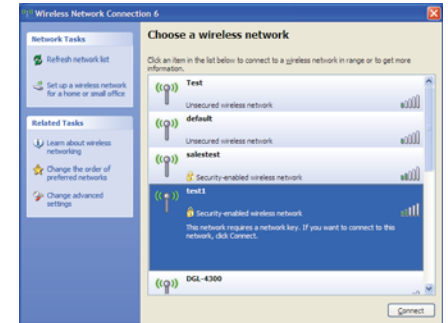 Wireless Network Connection 6
Network Tasks
Refresh network list
Set up a wireless network
for a home or small office
Related Tasks
Learn about wireless
networking
Change the order of
preferred networks
Change advanced
settings
Choose a wireless network
Click an item in the list below to connect to a wireless network in range or to get more
information.
Test
Unsecured wireless network
default
Unsecured wireless network
salestest
Security-enabled wireless network
test1
Security-enabled wireless network
This network requires a network key. If you want to connect to this
network, click Connect.
DGL-4300
Connect